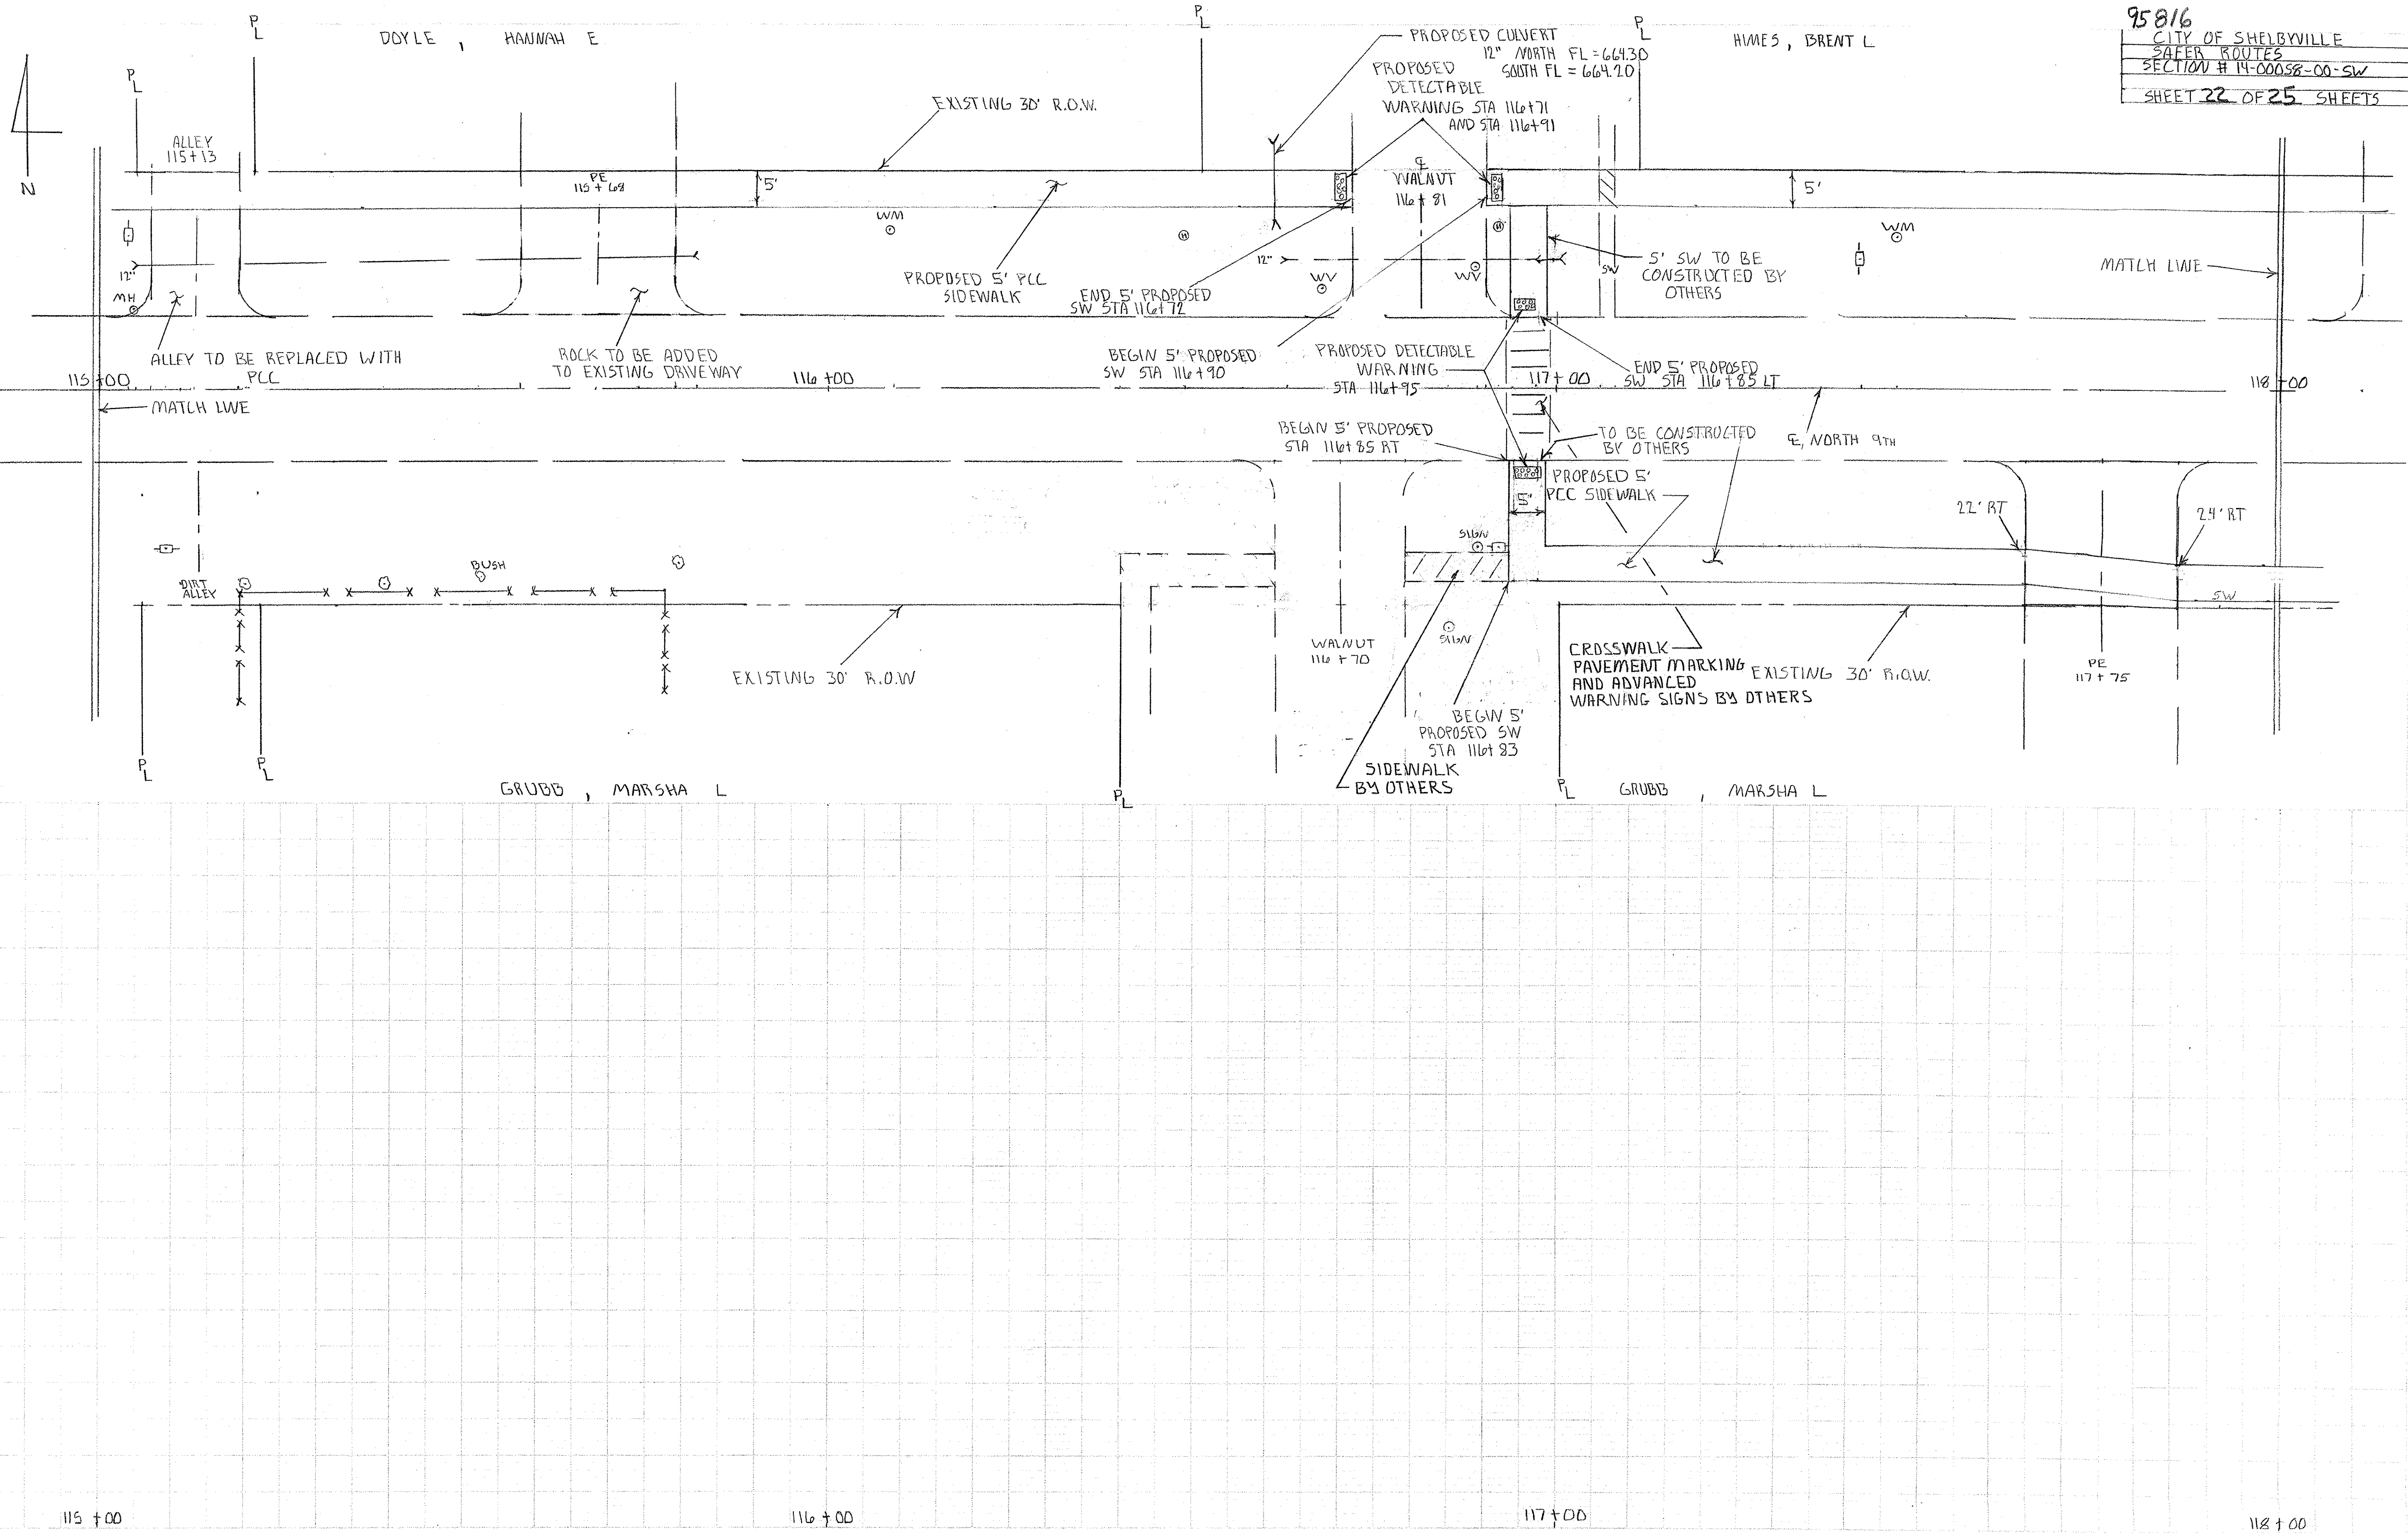 95816
CITY OF SHELBYVILLE
SAFER ROUTES
SECTION # 14-00058-00-SW
SHEET 22 OF 25 SHEETS
PL
PL
PL
PL
DOYLE , HANNAH E
HIMES, BRENT L
PROPOSED CULVERT
12" NORTH FL = 664.30
SOUTH FL = 664.20
PROPOSED
DETECTABLE
WARNING STA 116+71
AND STA 116+91
EXISTING 30' R.O.W.
N
ALLEY
115+13
PE
115 + 68
5'
℄
WALNUT
116 + 81
5'
WM
H
H
WM
12"
MH
12"
WV
WV
SW
PROPOSED 5' PCC
SIDEWALK
END 5' PROPOSED
SW STA 116+72
5' SW TO BE
CONSTRUCTED BY
OTHERS
MATCH LINE
ALLEY TO BE REPLACED WITH
PCC
ROCK TO BE ADDED
TO EXISTING DRIVEWAY
BEGIN 5' PROPOSED
SW STA 116+90
PROPOSED DETECTABLE
WARNING
STA 116+95
END 5' PROPOSED
SW STA 116+85 LT
115+00
116+00
117+00
118+00
MATCH LINE
BEGIN 5' PROPOSED
STA 116+85 RT
TO BE CONSTRUCTED
BY OTHERS
℄ NORTH 9TH
PROPOSED 5'
PCC SIDEWALK
5'
22' RT
24' RT
SIGN
BUSH
DIRT
ALLEY
SW
SIGN
WALNUT
116 + 70
EXISTING 30' R.O.W
CROSSWALK
PAVEMENT MARKING
AND ADVANCED
WARNING SIGNS BY OTHERS
EXISTING 30' R.O.W.
PE
117 + 75
BEGIN 5'
PROPOSED SW
STA 116+83
SIDEWALK
BY OTHERS
PL
PL
PL
PL
GRUBB , MARSHA L
GRUBB , MARSHA L
115 +00
116+00
117+00
118+00